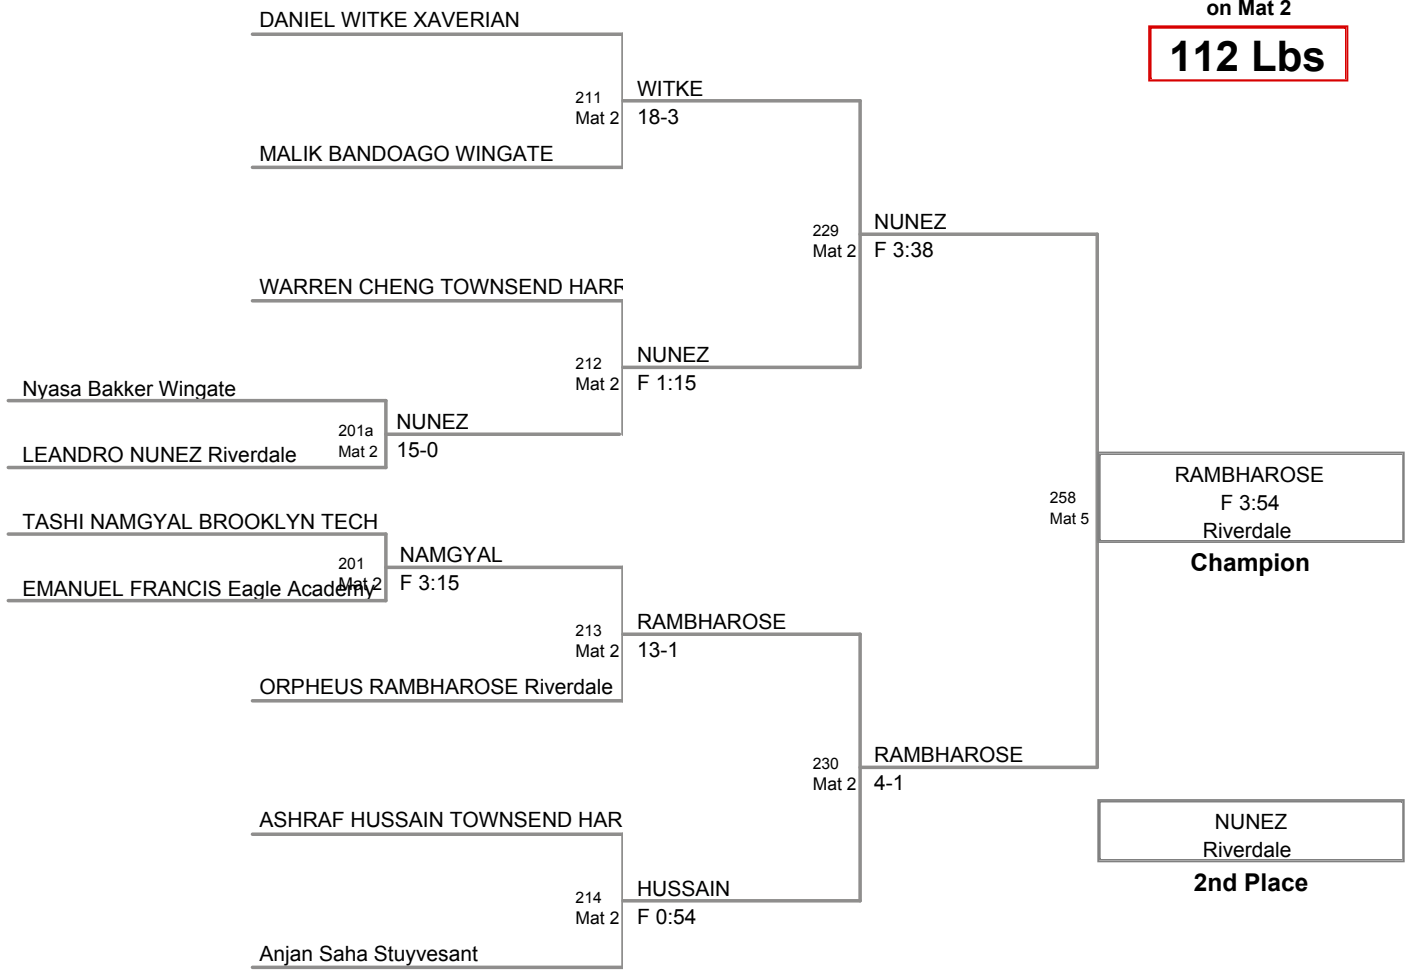 on Mat 2
112 Lbs
DANIEL WITKE XAVERIAN
211
Mat 2
WITKE
18-3
MALIK BANDOAGO WINGATE
229
Mat 2
NUNEZ
F 3:38
WARREN CHENG TOWNSEND HARR
212
Mat 2
NUNEZ
F 1:15
Nyasa Bakker Wingate
201a
Mat 2
NUNEZ
15-0
LEANDRO NUNEZ Riverdale
258
Mat 5
RAMBHAROSE
F 3:54
Riverdale
Champion
TASHI NAMGYAL BROOKLYN TECH
201
Mat 2
NAMGYAL
F 3:15
EMANUEL FRANCIS Eagle Academy
213
Mat 2
RAMBHAROSE
13-1
ORPHEUS RAMBHAROSE Riverdale
230
Mat 2
RAMBHAROSE
4-1
ASHRAF HUSSAIN TOWNSEND HAR
214
Mat 2
HUSSAIN
F 0:54
Anjan Saha Stuyvesant
NUNEZ
Riverdale
2nd Place